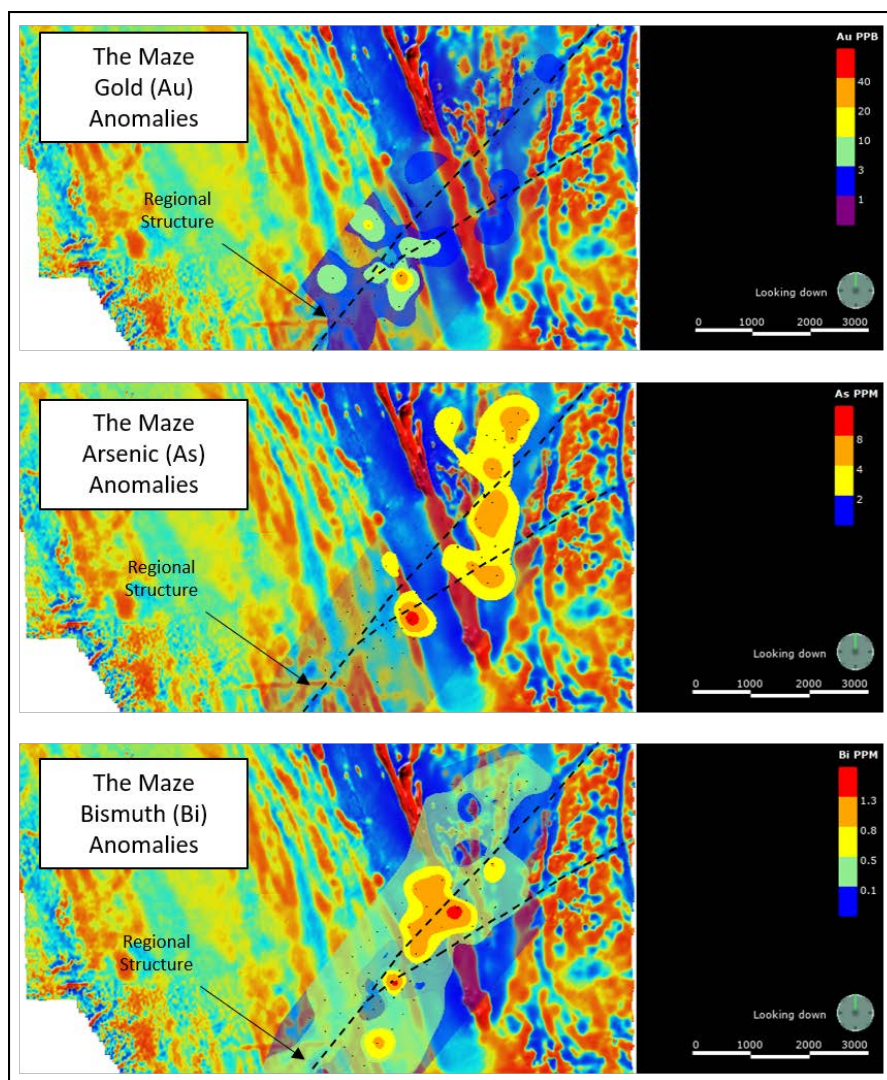 The Maze
Gold (Au)
Anomalies
Regional
Structure
Au PPB
40
20
10
3
1
Looking down
0 1000 2000 3000
The Maze
Arsenic (As)
Anomalies
Regional
Structure
As PPM
8
4
2
Looking down
0 1000 2000 3000
The Maze
Bismuth (Bi)
Anomalies
Regional
Structure
Bi PPM
1.3
0.8
0.5
0.1
Looking down
0 1000 2000 3000